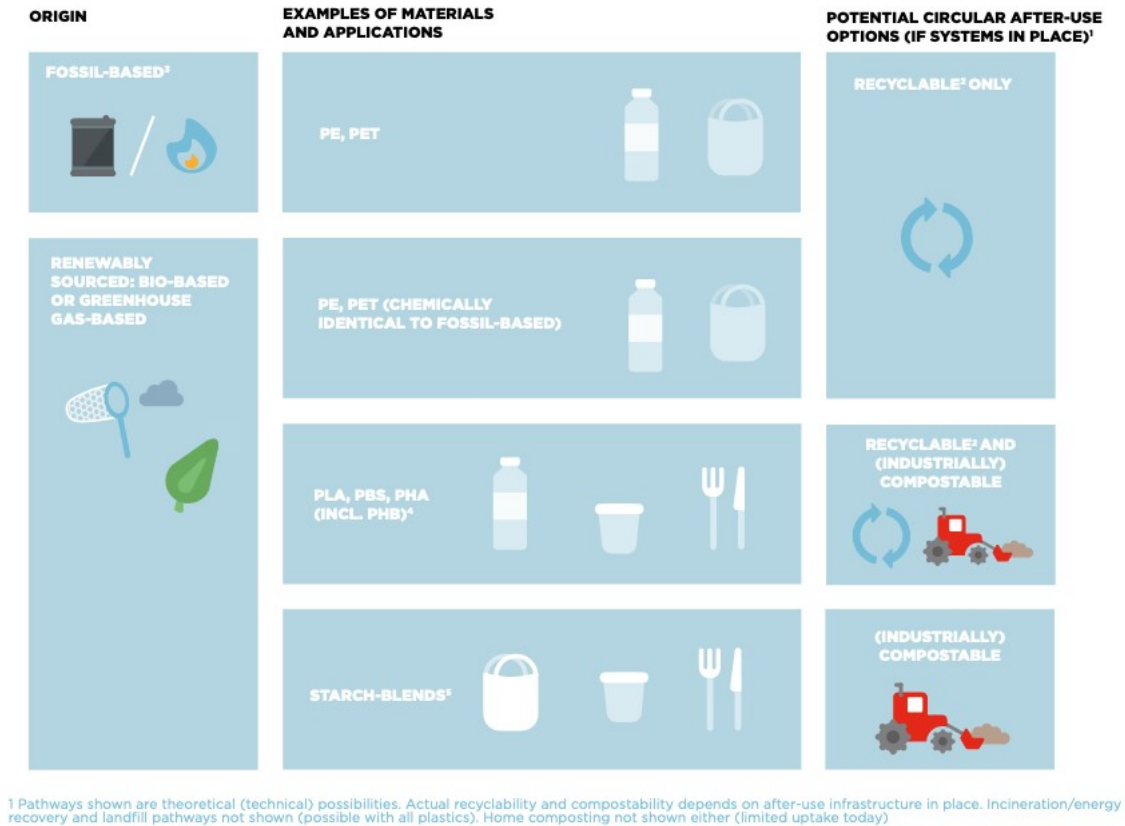 ORIGIN
EXAMPLES OF MATERIALS
AND APPLICATIONS
POTENTIAL CIRCULAR AFTER-USE
OPTIONS (IF SYSTEMS IN PLACE)¹
FOSSIL-BASED³
PE, PET
RECYCLABLE² ONLY
RENEWABLY
SOURCED: BIO-BASED
OR GREENHOUSE
GAS-BASED
PE, PET (CHEMICALLY
IDENTICAL TO FOSSIL-BASED)
PLA, PBS, PHA
(INCL. PHB)⁴
RECYCLABLE² AND
(INDUSTRIALLY)
COMPOSTABLE
STARCH-BLENDS⁵
(INDUSTRIALLY)
COMPOSTABLE
1 Pathways shown are theoretical (technical) possibilities. Actual recyclability and compostability depends on after-use infrastructure in place. Incineration/energy
recovery and landfill pathways not shown (possible with all plastics). Home composting not shown either (limited uptake today)